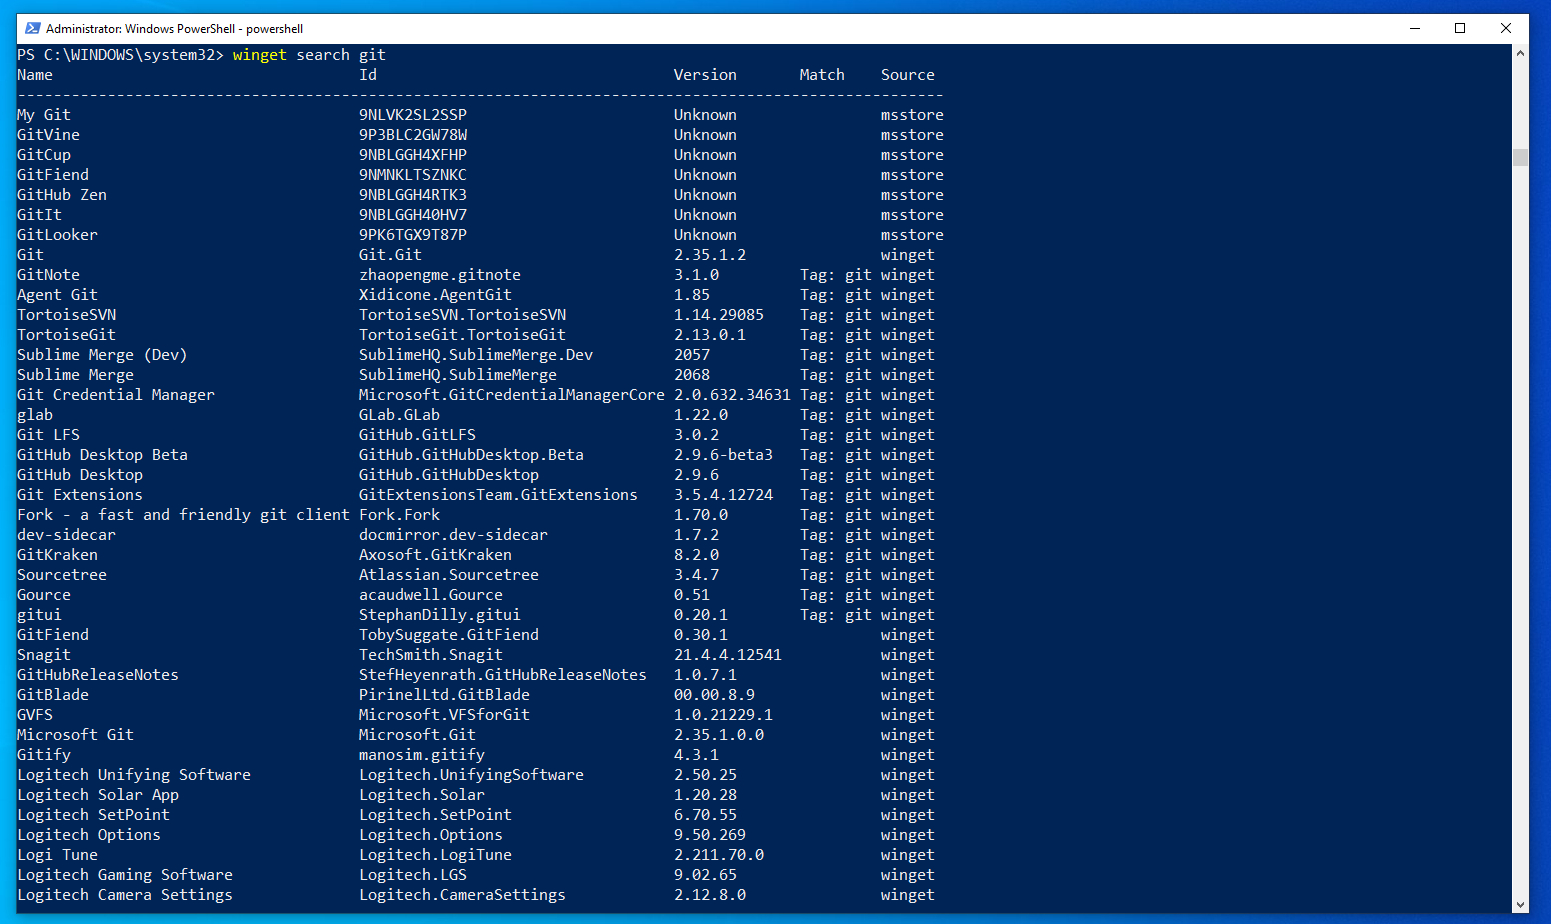 Administrator: Windows PowerShell - powershell
PS C:\WINDOWS\system32> winget search git
Name Id Version Match Source
-------------------------------------------------------------------------------------------------------
My Git 9NLVK2SL2SSP Unknown msstore
GitVine 9P3BLC2GW78W Unknown msstore
GitCup 9NBLGGH4XFHP Unknown msstore
GitFiend 9NMNKLTSZNKC Unknown msstore
GitHub Zen 9NBLGGH4RTK3 Unknown msstore
GitIt 9NBLGGH40HV7 Unknown msstore
GitLooker 9PK6TGX9T87P Unknown msstore
Git Git.Git 2.35.1.2 winget
GitNote zhaopengme.gitnote 3.1.0 Tag: git winget
Agent Git Xidicone.AgentGit 1.85 Tag: git winget
TortoiseSVN TortoiseSVN.TortoiseSVN 1.14.29085 Tag: git winget
TortoiseGit TortoiseGit.TortoiseGit 2.13.0.1 Tag: git winget
Sublime Merge (Dev) SublimeHQ.SublimeMerge.Dev 2057 Tag: git winget
Sublime Merge SublimeHQ.SublimeMerge 2068 Tag: git winget
Git Credential Manager Microsoft.GitCredentialManagerCore 2.0.632.34631 Tag: git winget
glab GLab.GLab 1.22.0 Tag: git winget
Git LFS GitHub.GitLFS 3.0.2 Tag: git winget
GitHub Desktop Beta GitHub.GitHubDesktop.Beta 2.9.6-beta3 Tag: git winget
GitHub Desktop GitHub.GitHubDesktop 2.9.6 Tag: git winget
Git Extensions GitExtensionsTeam.GitExtensions 3.5.4.12724 Tag: git winget
Fork - a fast and friendly git client Fork.Fork 1.70.0 Tag: git winget
dev-sidecar docmirror.dev-sidecar 1.7.2 Tag: git winget
GitKraken Axosoft.GitKraken 8.2.0 Tag: git winget
Sourcetree Atlassian.Sourcetree 3.4.7 Tag: git winget
Gource acaudwell.Gource 0.51 Tag: git winget
gitui StephanDilly.gitui 0.20.1 Tag: git winget
GitFiend TobySuggate.GitFiend 0.30.1 winget
Snagit TechSmith.Snagit 21.4.4.12541 winget
GitHubReleaseNotes StefHeyenrath.GitHubReleaseNotes 1.0.7.1 winget
GitBlade PirinelLtd.GitBlade 00.00.8.9 winget
GVFS Microsoft.VFSforGit 1.0.21229.1 winget
Microsoft Git Microsoft.Git 2.35.1.0.0 winget
Gitify manosim.gitify 4.3.1 winget
Logitech Unifying Software Logitech.UnifyingSoftware 2.50.25 winget
Logitech Solar App Logitech.Solar 1.20.28 winget
Logitech SetPoint Logitech.SetPoint 6.70.55 winget
Logitech Options Logitech.Options 9.50.269 winget
Logi Tune Logitech.LogiTune 2.211.70.0 winget
Logitech Gaming Software Logitech.LGS 9.02.65 winget
Logitech Camera Settings Logitech.CameraSettings 2.12.8.0 winget